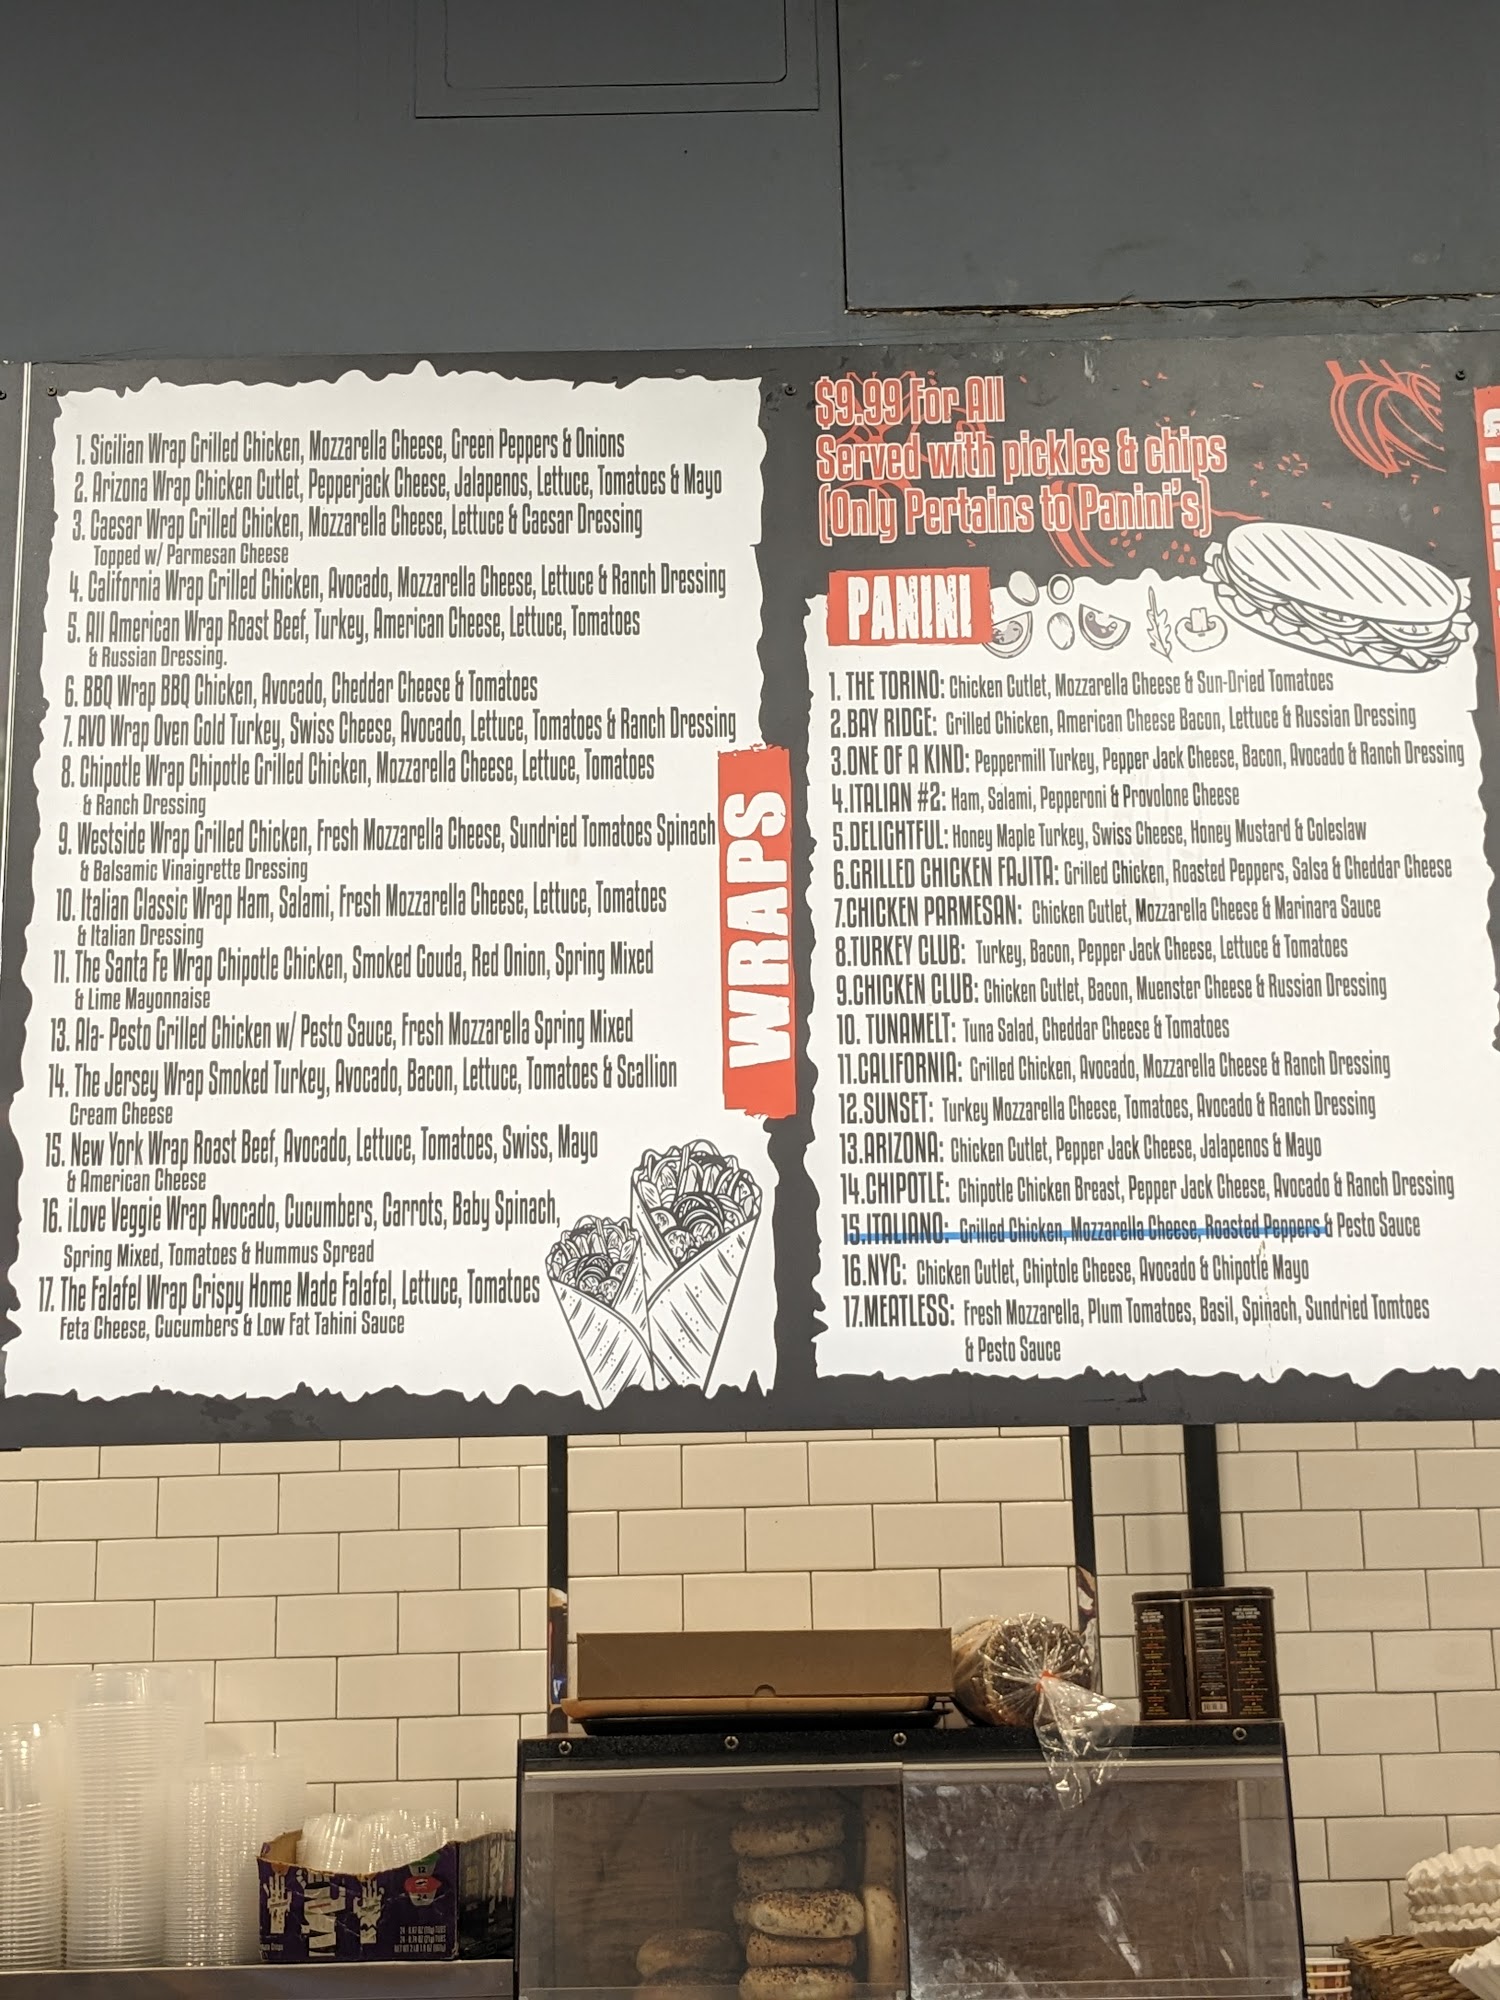 1. Sicilian Wrap Grilled Chicken, Mozzarella Cheese, Green Peppers & Onions
2. Arizona Wrap Chicken Cutlet, Pepperjack Cheese, Jalapenos, Lettuce, Tomatoes & Mayo
3. Caesar Wrap Grilled Chicken, Mozzarella Cheese, Lettuce & Caesar Dressing
Topped w/ Parmesan Cheese
4. California Wrap Grilled Chicken, Avocado, Mozzarella Cheese, Lettuce & Ranch Dressing
5. All American Wrap Roast Beef, Turkey, American Cheese, Lettuce, Tomatoes
& Russian Dressing.
6. BBQ Wrap BBQ Chicken, Avocado, Cheddar Cheese & Tomatoes
7. AVO Wrap Oven Gold Turkey, Swiss Cheese, Avocado, Lettuce, Tomatoes & Ranch Dressing
8. Chipotle Wrap Chipotle Grilled Chicken, Mozzarella Cheese, Lettuce, Tomatoes
& Ranch Dressing
9. Westside Wrap Grilled Chicken, Fresh Mozzarella Cheese, Sundried Tomatoes Spinach
& Balsamic Vinaigrette Dressing
10. Italian Classic Wrap Ham, Salami, Fresh Mozzarella Cheese, Lettuce, Tomatoes
& Italian Dressing
11. The Santa Fe Wrap Chipotle Chicken, Smoked Gouda, Red Onion, Spring Mixed
& Lime Mayonnaise
13. Ala- Pesto Grilled Chicken w/ Pesto Sauce, Fresh Mozzarella Spring Mixed
14. The Jersey Wrap Smoked Turkey, Avocado, Bacon, Lettuce, Tomatoes & Scallion
Cream Cheese
15. New York Wrap Roast Beef, Avocado, Lettuce, Tomatoes, Swiss, Mayo
& American Cheese
16. iLove Veggie Wrap Avocado, Cucumbers, Carrots, Baby Spinach,
Spring Mixed, Tomatoes & Hummus Spread
17. The Falafel Wrap Crispy Home Made Falafel, Lettuce, Tomatoes
Feta Cheese, Cucumbers & Low Fat Tahini Sauce
WRAPS
$9.99 For All
Served with pickles & chips
(Only Pertains to Panini's)
PANINI
1. THE TORINO: Chicken Cutlet, Mozzarella Cheese & Sun-Dried Tomatoes
2.BAY RIDGE: Grilled Chicken, American Cheese Bacon, Lettuce & Russian Dressing
3.ONE OF A KIND: Peppermill Turkey, Pepper Jack Cheese, Bacon, Avocado & Ranch Dressing
4.ITALIAN #2: Ham, Salami, Pepperoni & Provolone Cheese
5.DELIGHTFUL: Honey Maple Turkey, Swiss Cheese, Honey Mustard & Coleslaw
6.GRILLED CHICKEN FAJITA: Grilled Chicken, Roasted Peppers, Salsa & Cheddar Cheese
7.CHICKEN PARMESAN: Chicken Cutlet, Mozzarella Cheese & Marinara Sauce
8.TURKEY CLUB: Turkey, Bacon, Pepper Jack Cheese, Lettuce & Tomatoes
9.CHICKEN CLUB: Chicken Cutlet, Bacon, Muenster Cheese & Russian Dressing
10. TUNAMELT: Tuna Salad, Cheddar Cheese & Tomatoes
11.CALIFORNIA: Grilled Chicken, Avocado, Mozzarella Cheese & Ranch Dressing
12.SUNSET: Turkey Mozzarella Cheese, Tomatoes, Avocado & Ranch Dressing
13.ARIZONA: Chicken Cutlet, Pepper Jack Cheese, Jalapenos & Mayo
14.CHIPOTLE: Chipotle Chicken Breast, Pepper Jack Cheese, Avocado & Ranch Dressing
15.ITALIANO: Grilled Chicken, Mozzarella Cheese, Roasted Peppers & Pesto Sauce
16.NYC: Chicken Cutlet, Chiptole Cheese, Avocado & Chipotle Mayo
17.MEATLESS: Fresh Mozzarella, Plum Tomatoes, Basil, Spinach, Sundried Tomtoes
& Pesto Sauce